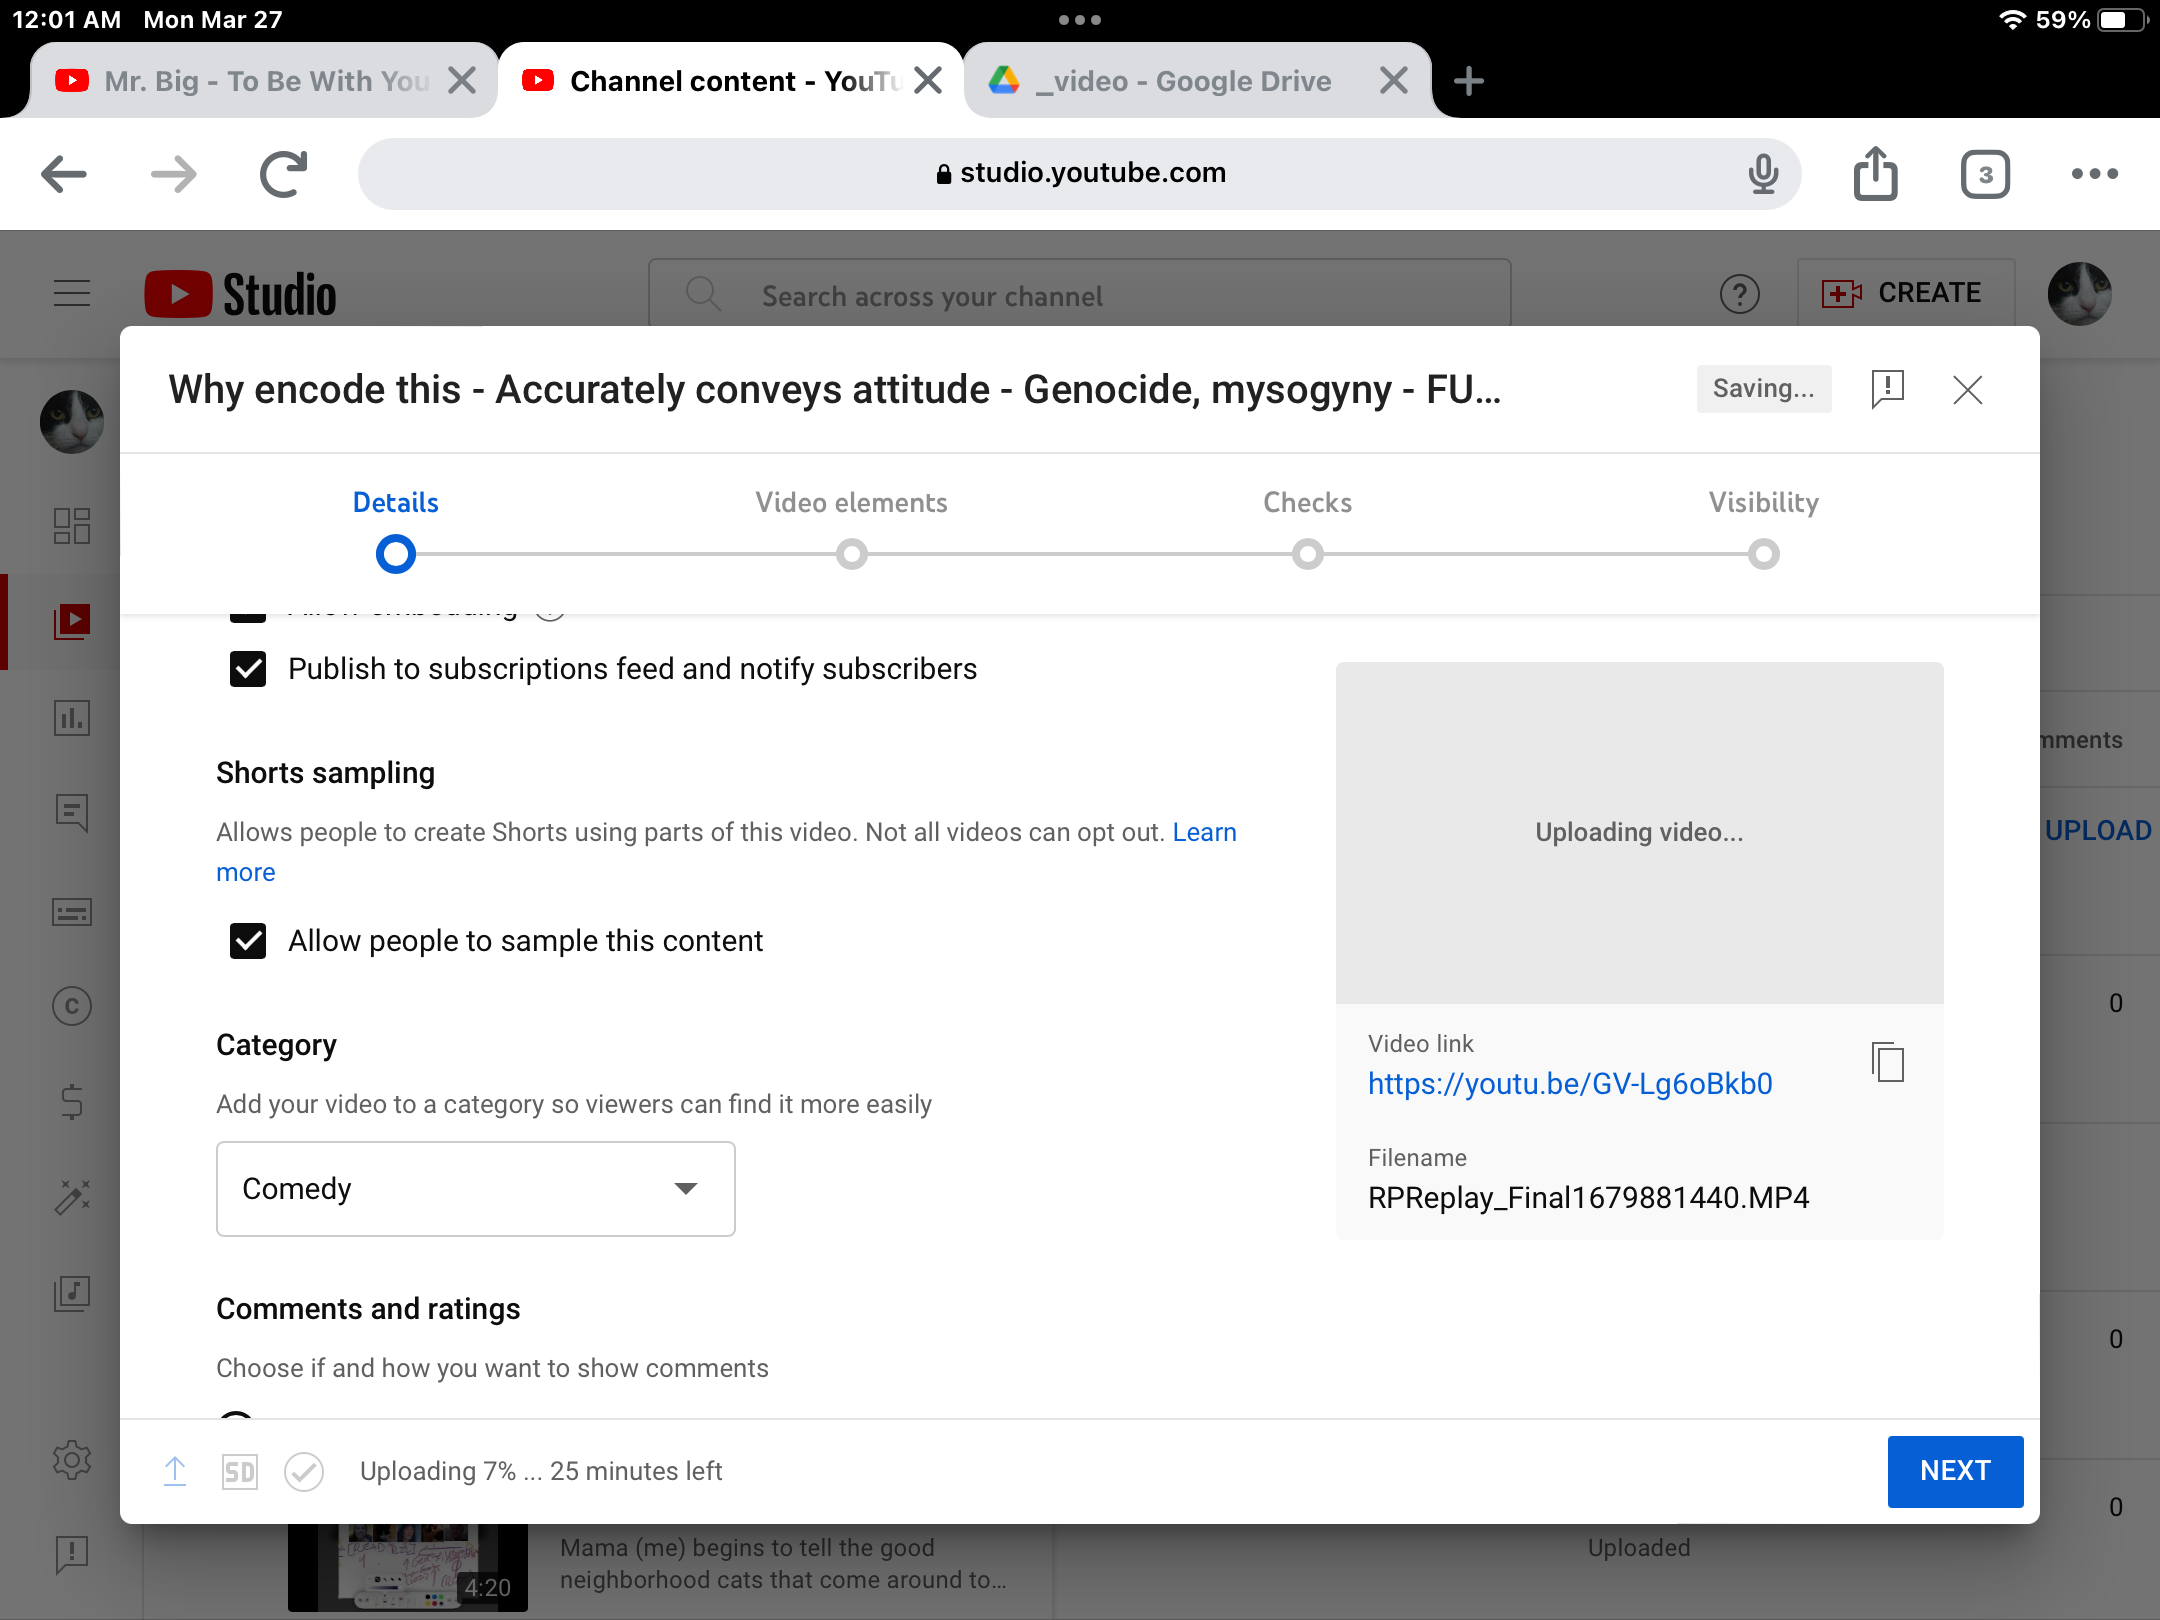 12:01 AM Mon Mar 27
59%
Mr. Big - To Be With You
Channel content - YouTu
_video - Google Drive
studio.youtube.com
3
Studio
Search across your channel
?
CREATE
Why encode this - Accurately conveys attitude - Genocide, mysogyny - FU...
Saving...
Details
Video elements
Checks
Visibility
Publish to subscriptions feed and notify subscribers
Shorts sampling
Allows people to create Shorts using parts of this video. Not all videos can opt out. Learn
more
Allow people to sample this content
Category
Add your video to a category so viewers can find it more easily
Comedy
Comments and ratings
Choose if and how you want to show comments
Uploading video...
Video link
https://youtu.be/GV-Lg6oBkb0
Filename
RPReplay_Final1679881440.MP4
mments
UPLOAD
0
0
0
SD
Uploading 7% ... 25 minutes left
NEXT
4:20
Mama (me) begins to tell the good
neighborhood cats that come around to...
Uploaded